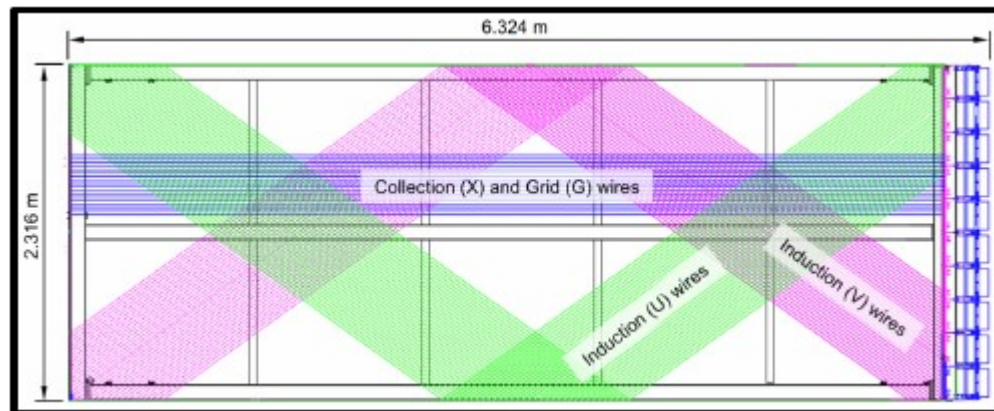 6.324 m
2.316 m
Collection (X) and Grid (G) wires
Induction (U) wires
Induction (V) wires